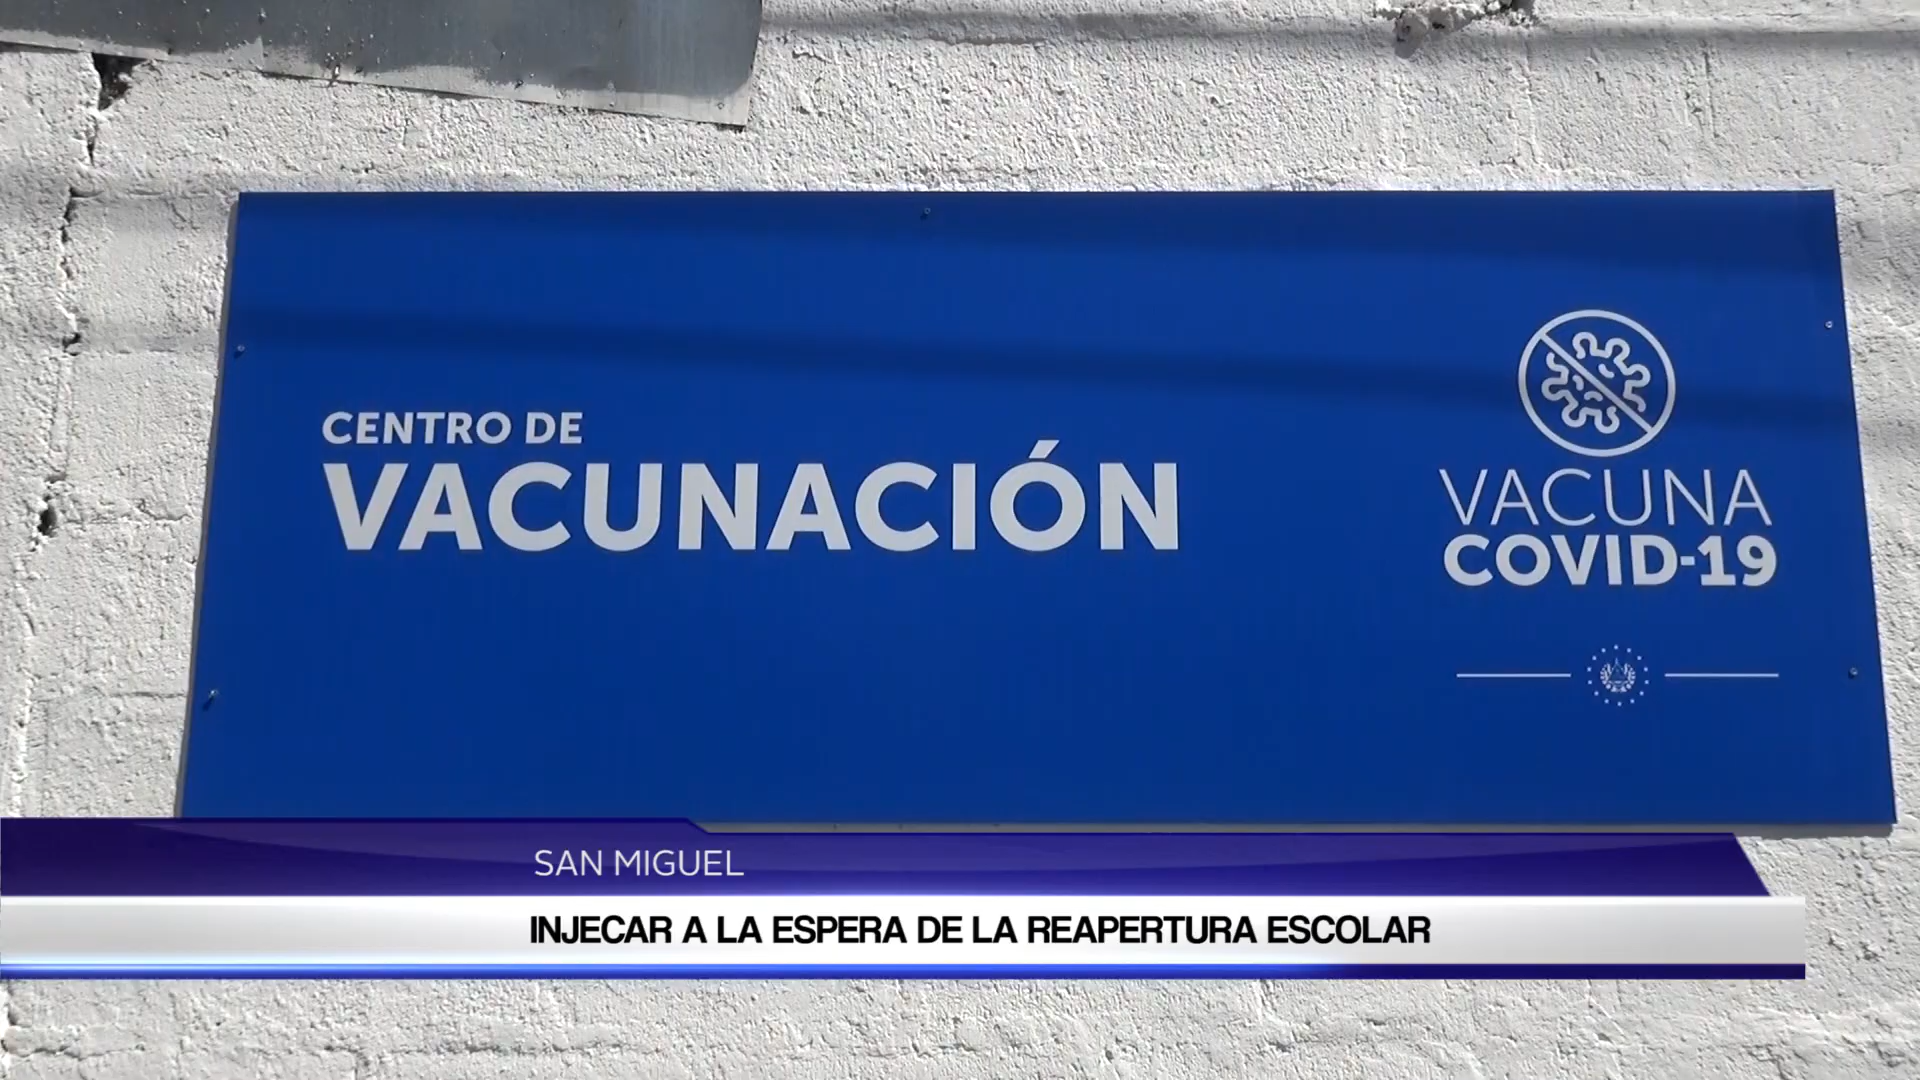 CENTRO DE
VACUNACIÓN
VACUNA
COVID-19
SAN MIGUEL
INJECAR A LA ESPERA DE LA REAPERTURA ESCOLAR